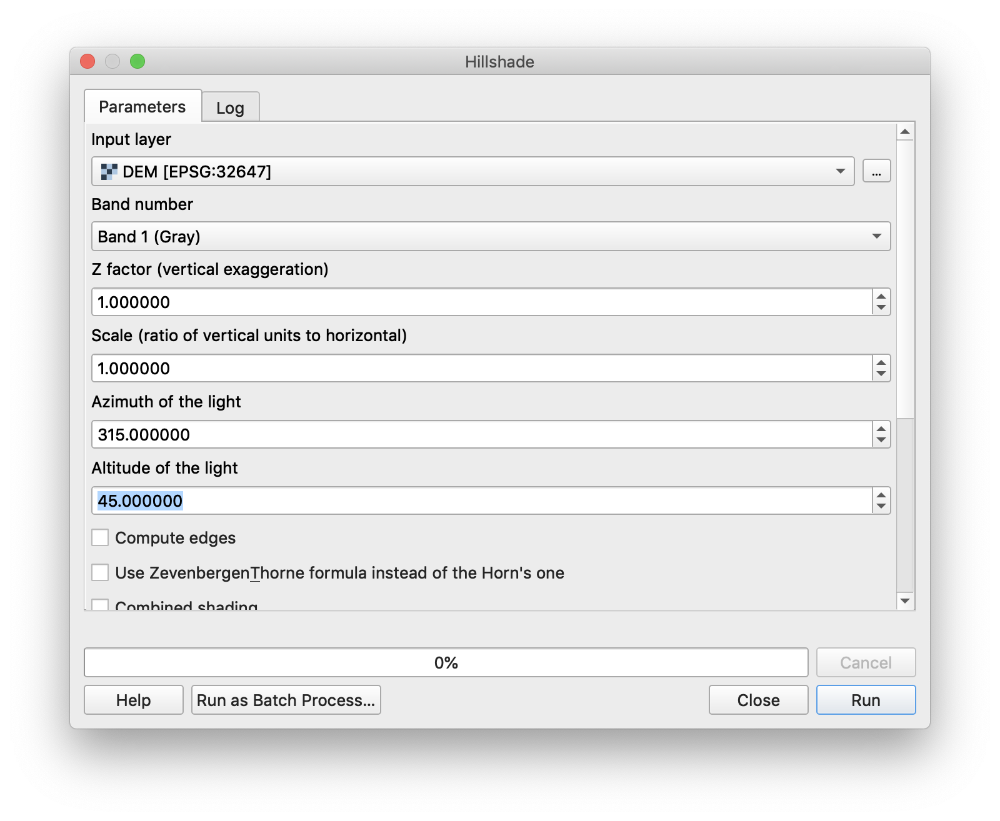 Hillshade
Parameters
Log
Input layer
DEM [EPSG:32647]
...
Band number
Band 1 (Gray)
Z factor (vertical exaggeration)
1.000000
Scale (ratio of vertical units to horizontal)
1.000000
Azimuth of the light
315.000000
Altitude of the light
45.000000
Compute edges
Use ZevenbergenThorne formula instead of the Horn's one
Combined shading
0%
Cancel
Help
Run as Batch Process...
Close
Run